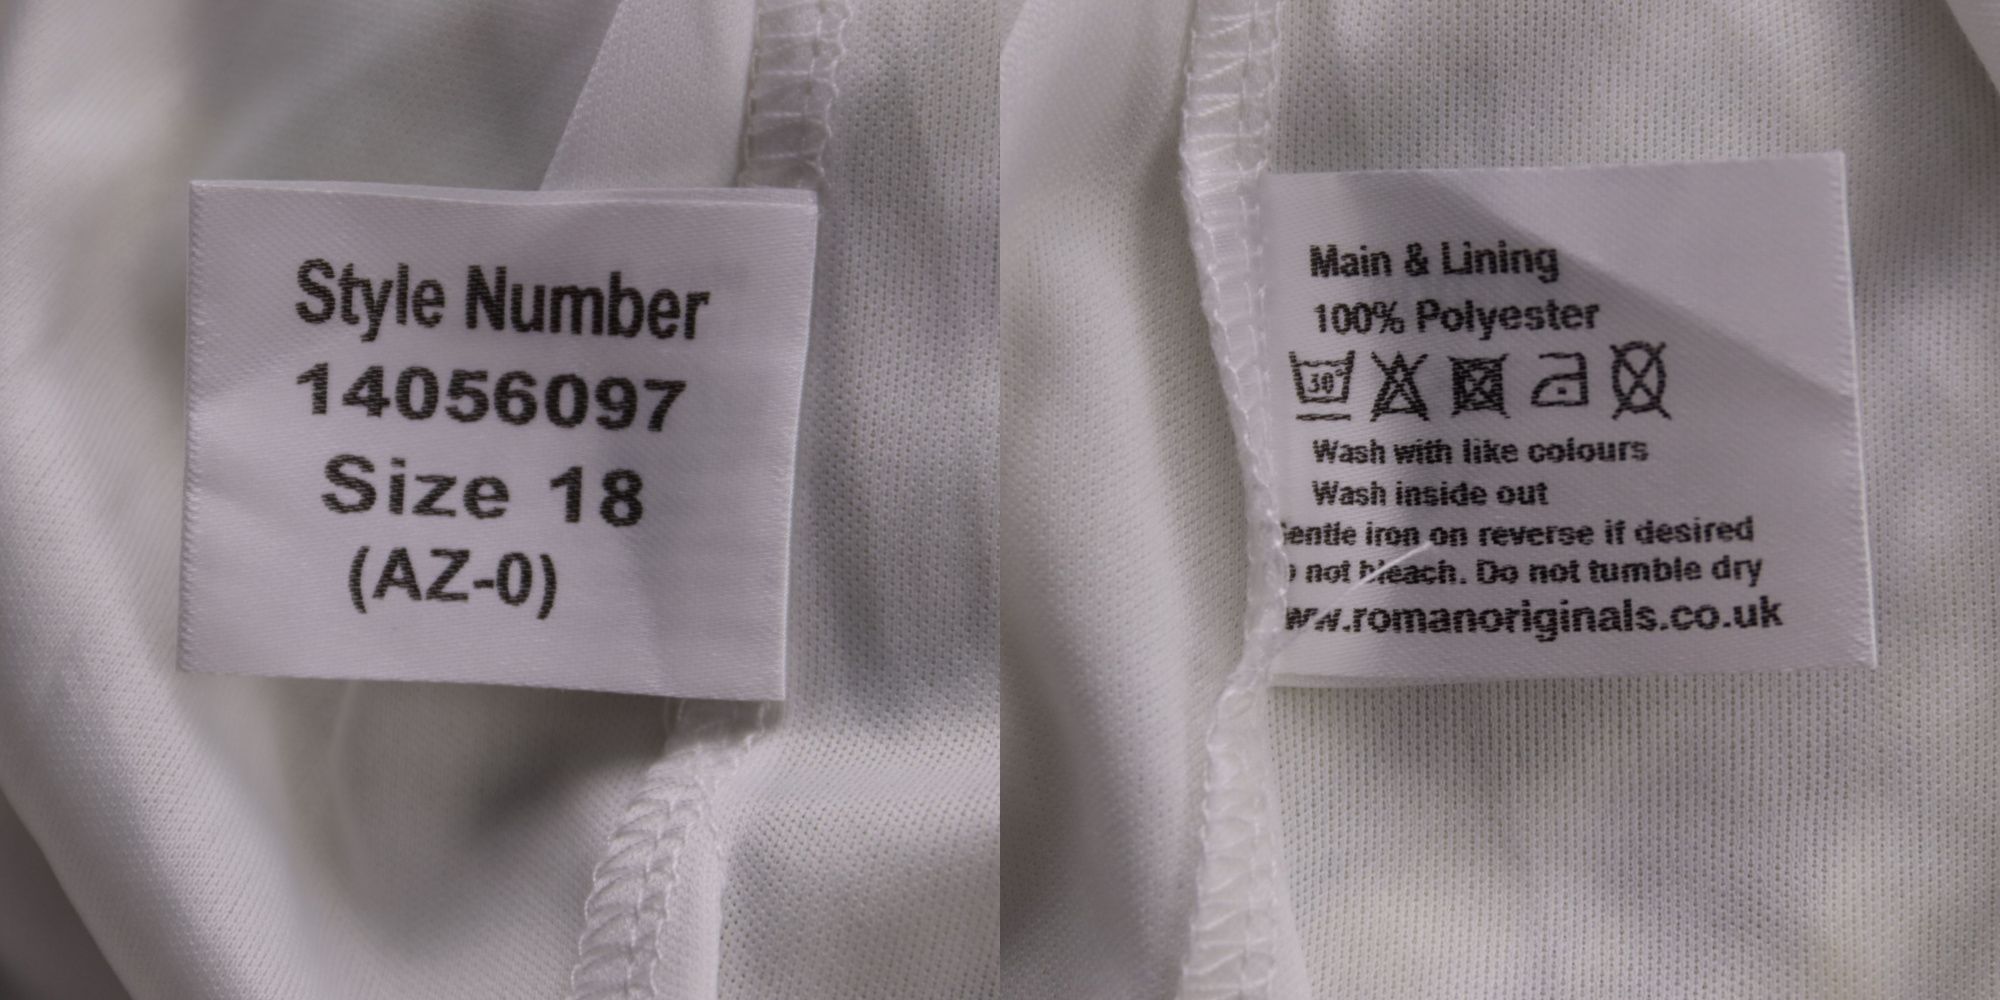 Style Number
14056097
Size 18
(AZ-0)
Main & Lining
100% Polyester
30°
Wash with like colours
Wash inside out
entle iron on reverse if desired
not bleach. Do not tumble dry
ww.romanoriginals.co.uk